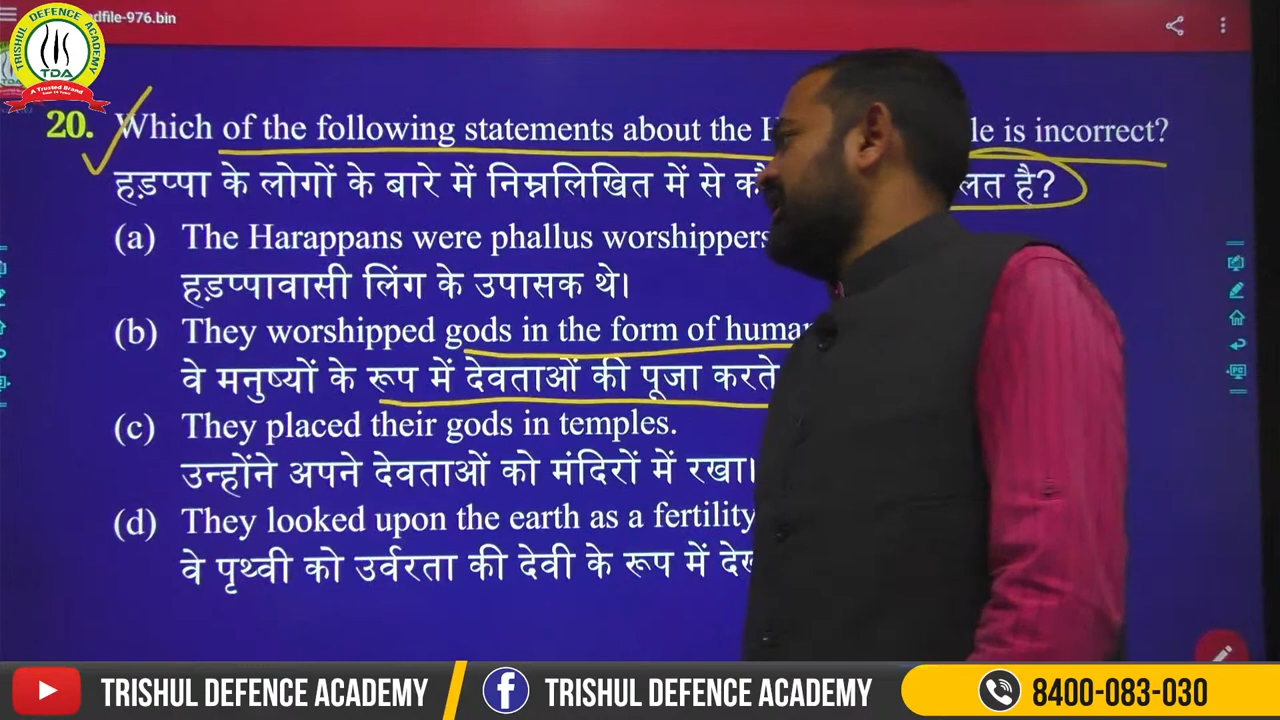 dfile-976.bin
TRISHUL DEFENCE ACADEMY
TDA
A Trusted Brand
20. Which of the following statements about the le is incorrect?
हड़प्पा के लोगों के बारे में निम्नलिखित में से लत है?
(a) The Harappans were phallus worshippers
हड़प्पावासी लिंग के उपासक थे।
(b) They worshipped gods in the form of huma
वे मनुष्यों के रूप में देवताओं की पूजा करते
(c) They placed their gods in temples.
उन्होंने अपने देवताओं को मंदिरों में रखा।
(d) They looked upon the earth as a fertility
वे पृथ्वी को उर्वरता की देवी के रूप में
TRISHUL DEFENCE ACADEMY
TRISHUL DEFENCE ACADEMY
8400-083-030